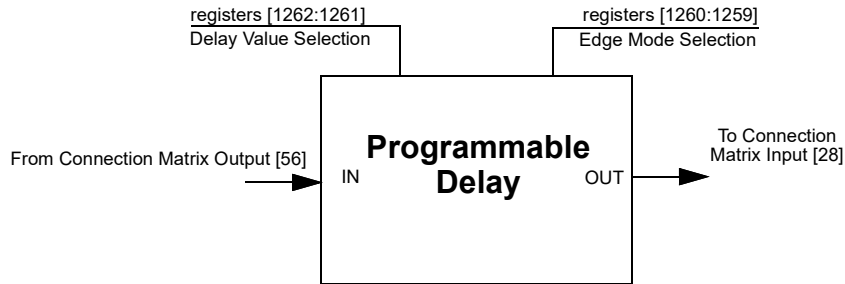 registers [1262:1261]
Delay Value Selection
registers [1260:1259]
Edge Mode Selection
From Connection Matrix Output [56]
IN
Programmable
Delay
OUT
To Connection
Matrix Input [28]